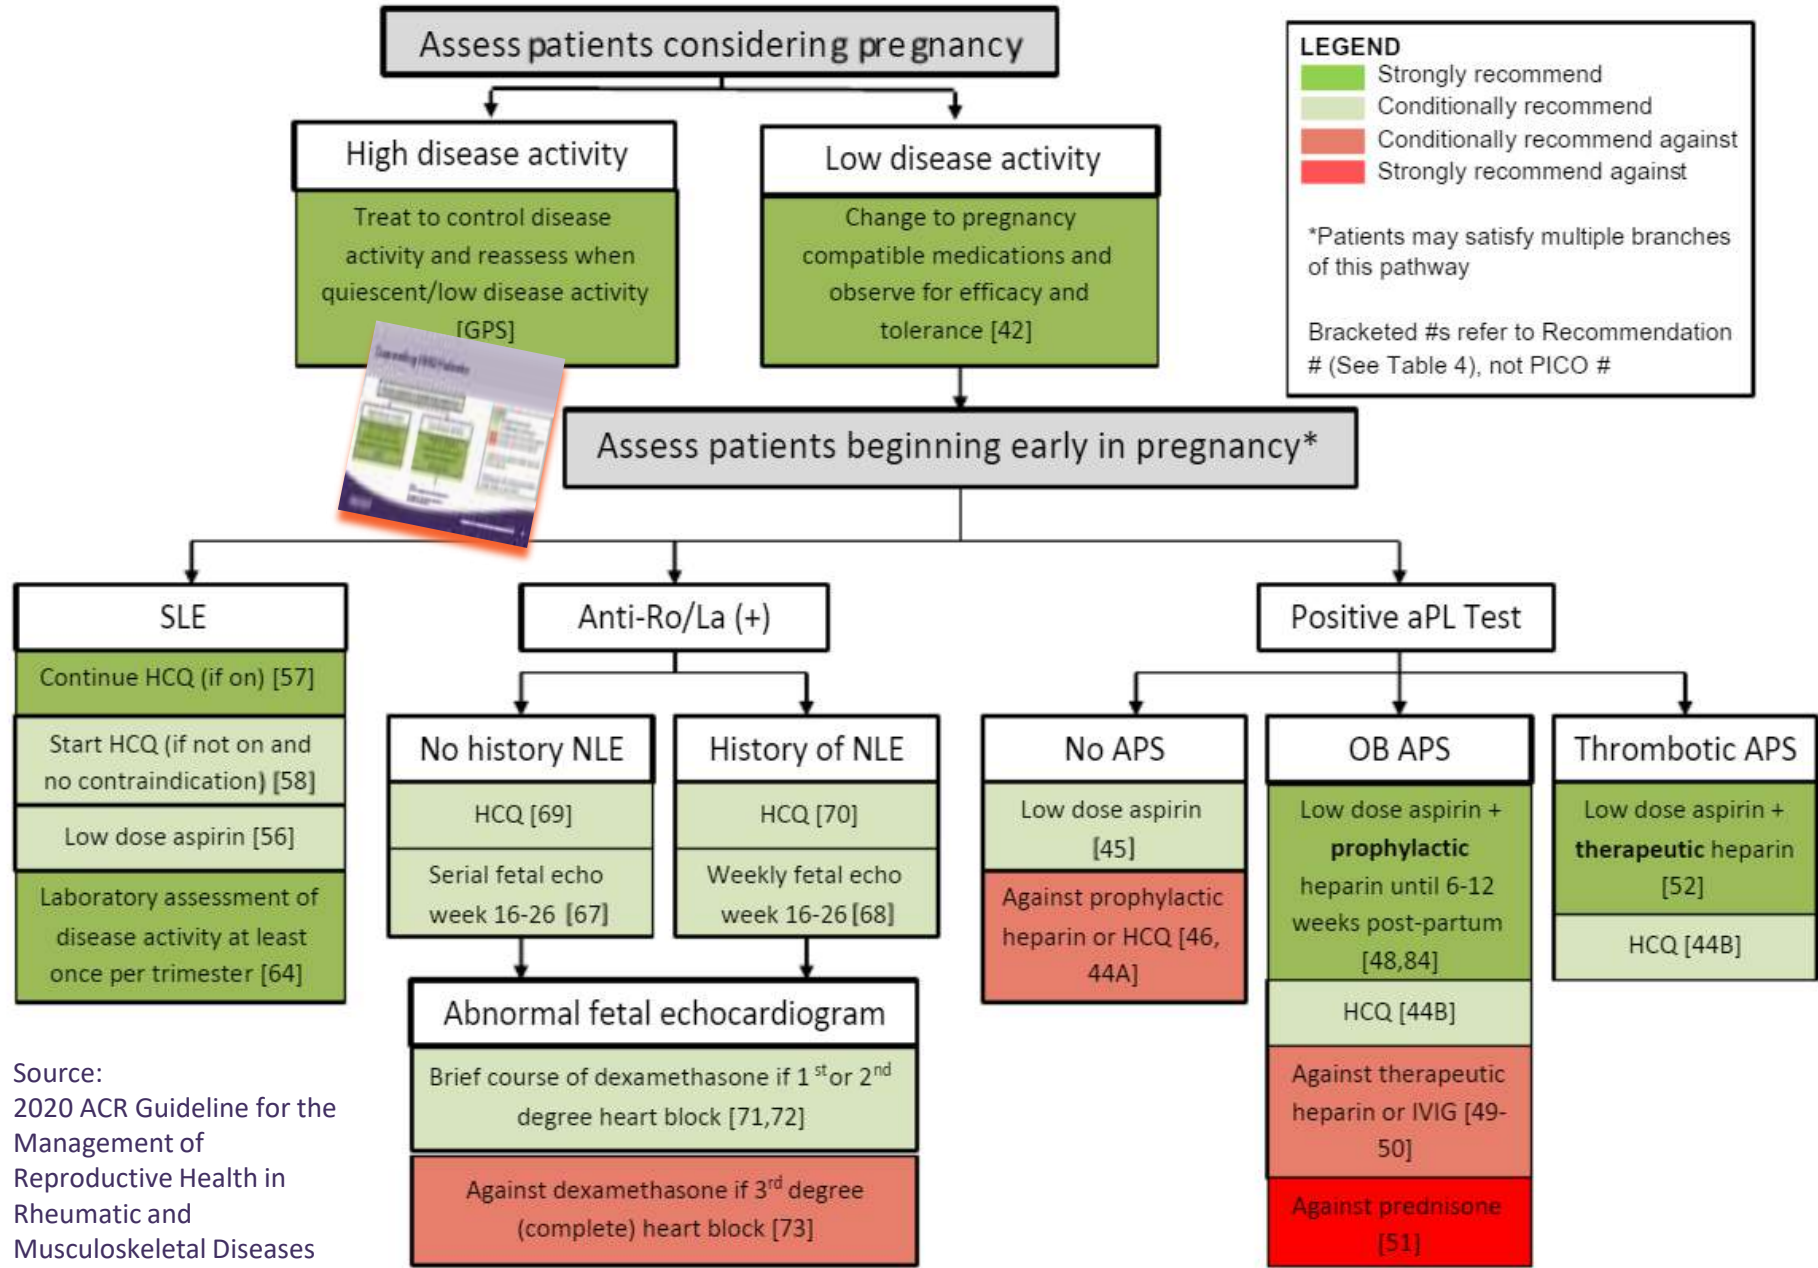 Assess patients considering pregnancy
LEGEND
Strongly recommend
Conditionally recommend
Conditionally recommend against
Strongly recommend against
*Patients may satisfy multiple branches
of this pathway
Bracketed #s refer to Recommendation
# (See Table 4), not PICO #
High disease activity
Treat to control disease
activity and reassess when
quiescent/low disease activity
[GPS]
Low disease activity
Change to pregnancy
compatible medications and
observe for efficacy and
tolerance [42]
Assess patients beginning early in pregnancy*
SLE
Continue HCQ (if on) [57]
Start HCQ (if not on and
no contraindication) [58]
Low dose aspirin [56]
Laboratory assessment of
disease activity at least
once per trimester [64]
Anti-Ro/La (+)
No history NLE
HCQ [69]
Serial fetal echo
week 16-26 [67]
History of NLE
HCQ [70]
Weekly fetal echo
week 16-26 [68]
Abnormal fetal echocardiogram
Brief course of dexamethasone if 1st or 2nd
degree heart block [71,72]
Against dexamethasone if 3rd degree
(complete) heart block [73]
Positive aPL Test
No APS
Low dose aspirin
[45]
Against prophylactic
heparin or HCQ [46,
44A]
OB APS
Low dose aspirin +
prophylactic
heparin until 6-12
weeks post-partum
[48,84]
HCQ [44B]
Against therapeutic
heparin or IVIG [49-
50]
Against prednisone
[51]
Thrombotic APS
Low dose aspirin +
therapeutic heparin
[52]
HCQ [44B]
Source:
2020 ACR Guideline for the
Management of
Reproductive Health in
Rheumatic and
Musculoskeletal Diseases